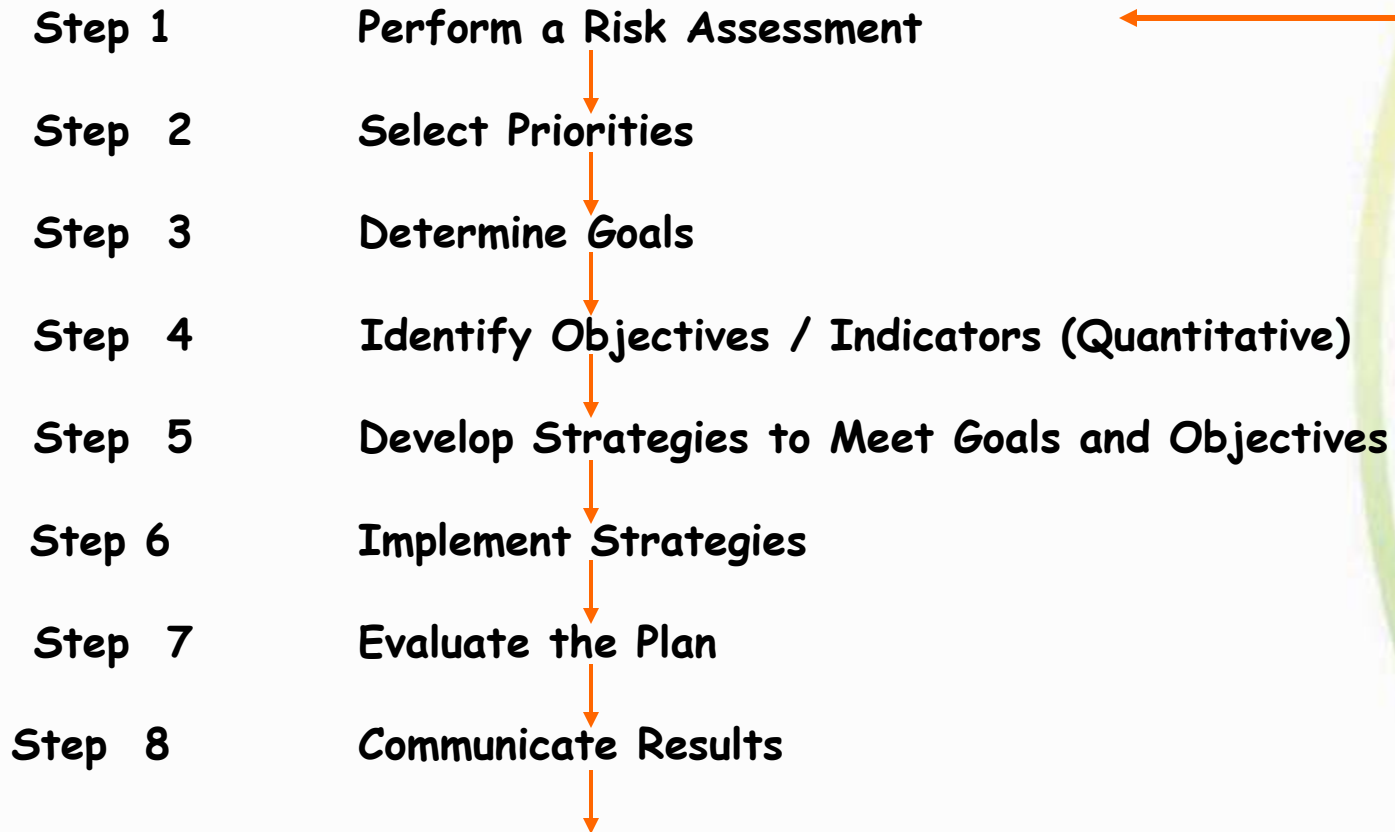 Step 1 Perform a Risk Assessment
Step 2 Select Priorities
Step 3 Determine Goals
Step 4 Identify Objectives / Indicators (Quantitative)
Step 5 Develop Strategies to Meet Goals and Objectives
Step 6 Implement Strategies
Step 7 Evaluate the Plan
Step 8 Communicate Results